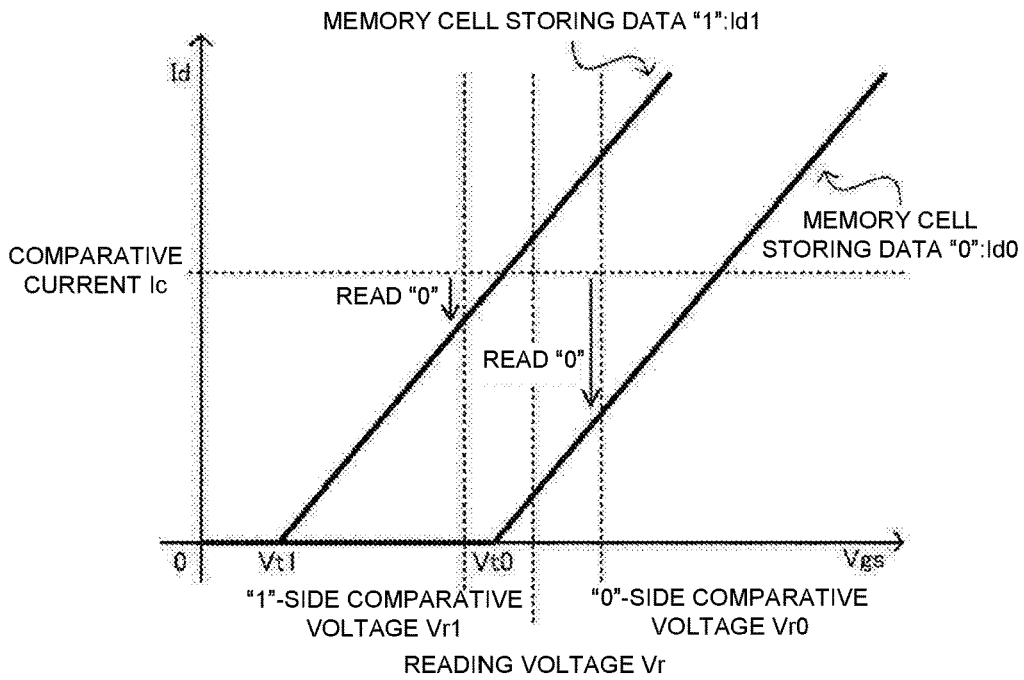 MEMORY CELL STORING DATA “1”:Id1
Id
MEMORY CELL
STORING DATA “0”:Id0
COMPARATIVE
CURRENT Ic
READ “0”
READ “0”
0
Vt1
Vt0
Vgs
“1”-SIDE COMPARATIVE
VOLTAGE Vr1
“0”-SIDE COMPARATIVE
VOLTAGE Vr0
READING VOLTAGE Vr